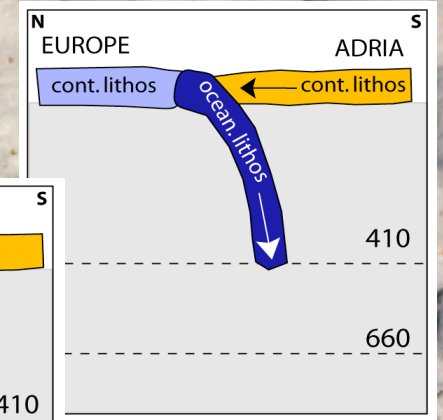 N S
EUROPE ADRIA
cont. lithos
ocean. lithos
cont. lithos
410
660
S
410